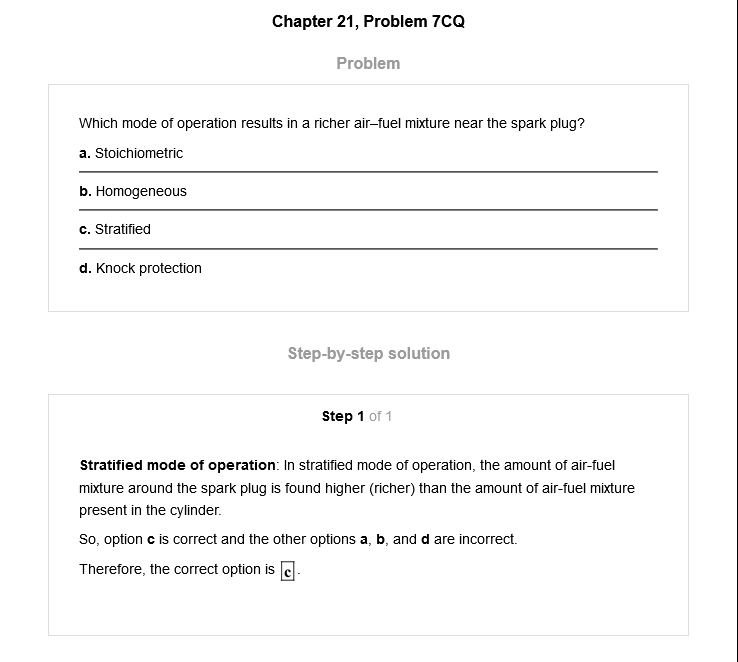 Chapter 21, Problem 7CQ
Problem
Which mode of operation results in a richer air–fuel mixture near the spark plug?
a. Stoichiometric
b. Homogeneous
c. Stratified
d. Knock protection
Step-by-step solution
Step 1 of 1
Stratified mode of operation: In stratified mode of operation, the amount of air-fuel
mixture around the spark plug is found higher (richer) than the amount of air-fuel mixture
present in the cylinder.
So, option c is correct and the other options a, b, and d are incorrect.
Therefore, the correct option is c.